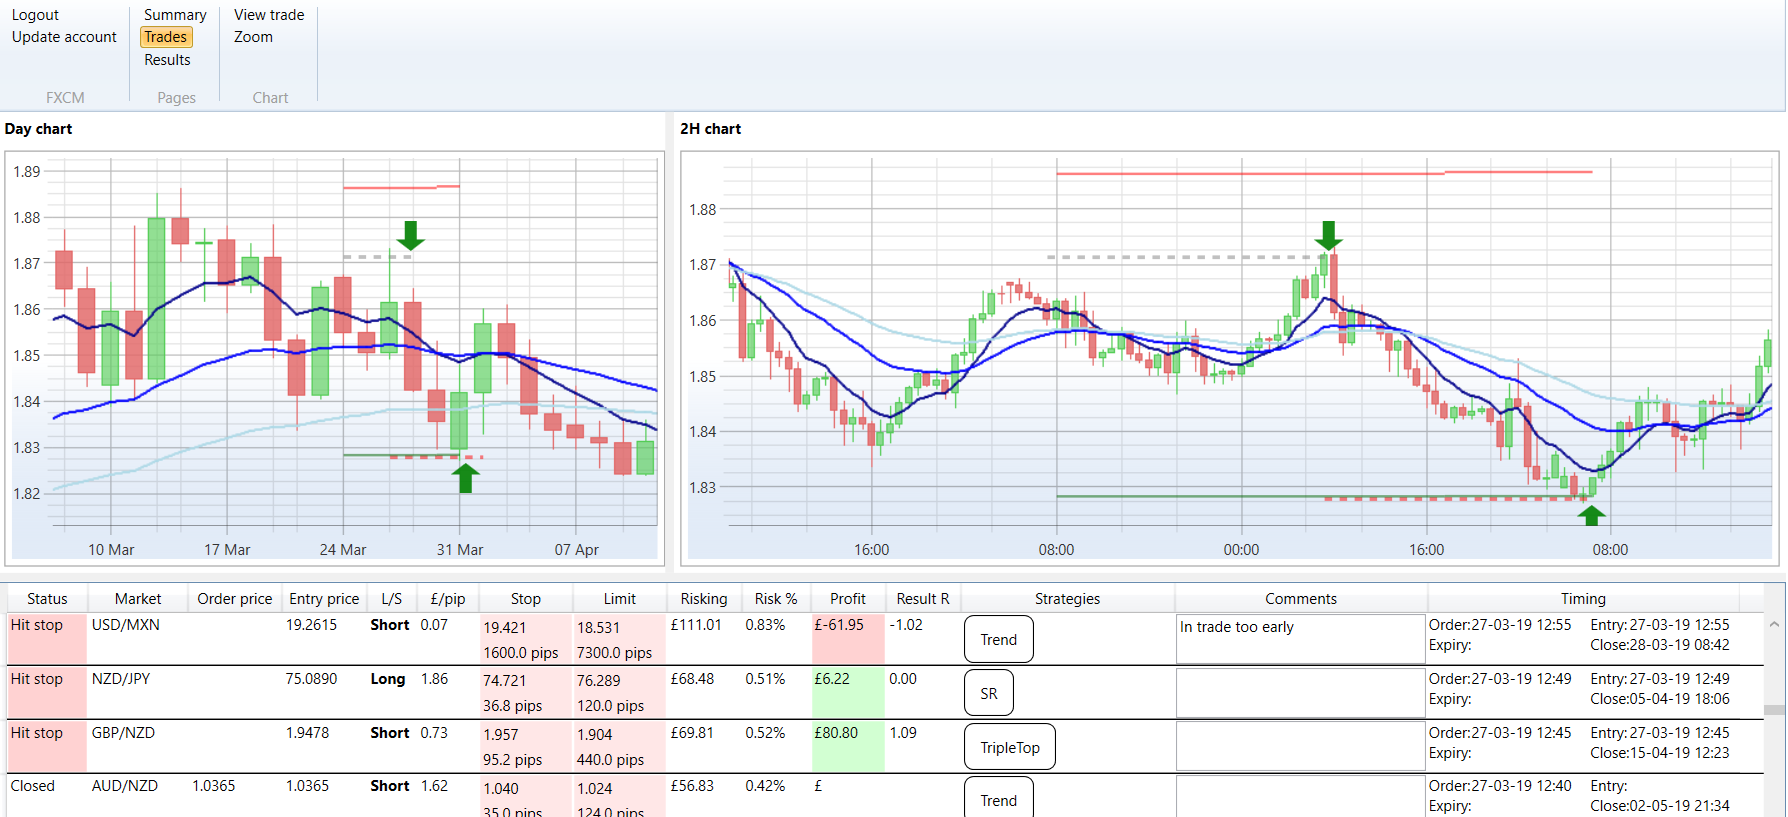 Logout
Update account
FXCM
Summary
Trades
Results
Pages
View trade
Zoom
Chart
Day chart
1.89
1.88
1.87
1.86
1.85
1.84
1.83
1.82
10 Mar 17 Mar 24 Mar 31 Mar 07 Apr
2H chart
1.88
1.87
1.86
1.85
1.84
1.83
16:00 08:00 00:00 16:00 08:00
Status Market Order price Entry price L/S £/pip Stop Limit Risking Risk % Profit Result R Strategies Comments Timing
Hit stop USD/MXN 19.2615 Short 0.07 19.421 18.531 £111.01 0.83% £-61.95 -1.02 Trend In trade too early Order:27-03-19 12:55 Entry:27-03-19 12:55
1600.0 pips 7300.0 pips Expiry: Close:28-03-19 08:42
Hit stop NZD/JPY 75.0890 Long 1.86 74.721 76.289 £68.48 0.51% £6.22 0.00 SR Order:27-03-19 12:49 Entry:27-03-19 12:49
36.8 pips 120.0 pips Expiry: Close:05-04-19 18:06
Hit stop GBP/NZD 1.9478 Short 0.73 1.957 1.904 £69.81 0.52% £80.80 1.09 TripleTop Order:27-03-19 12:45 Entry:27-03-19 12:45
95.2 pips 440.0 pips Expiry: Close:15-04-19 12:23
Closed AUD/NZD 1.0365 1.0365 Short 1.62 1.040 1.024 £56.83 0.42% £ Trend Order:27-03-19 12:40 Entry:
35.0 pips 124.0 pips Expiry: Close:02-05-19 21:34